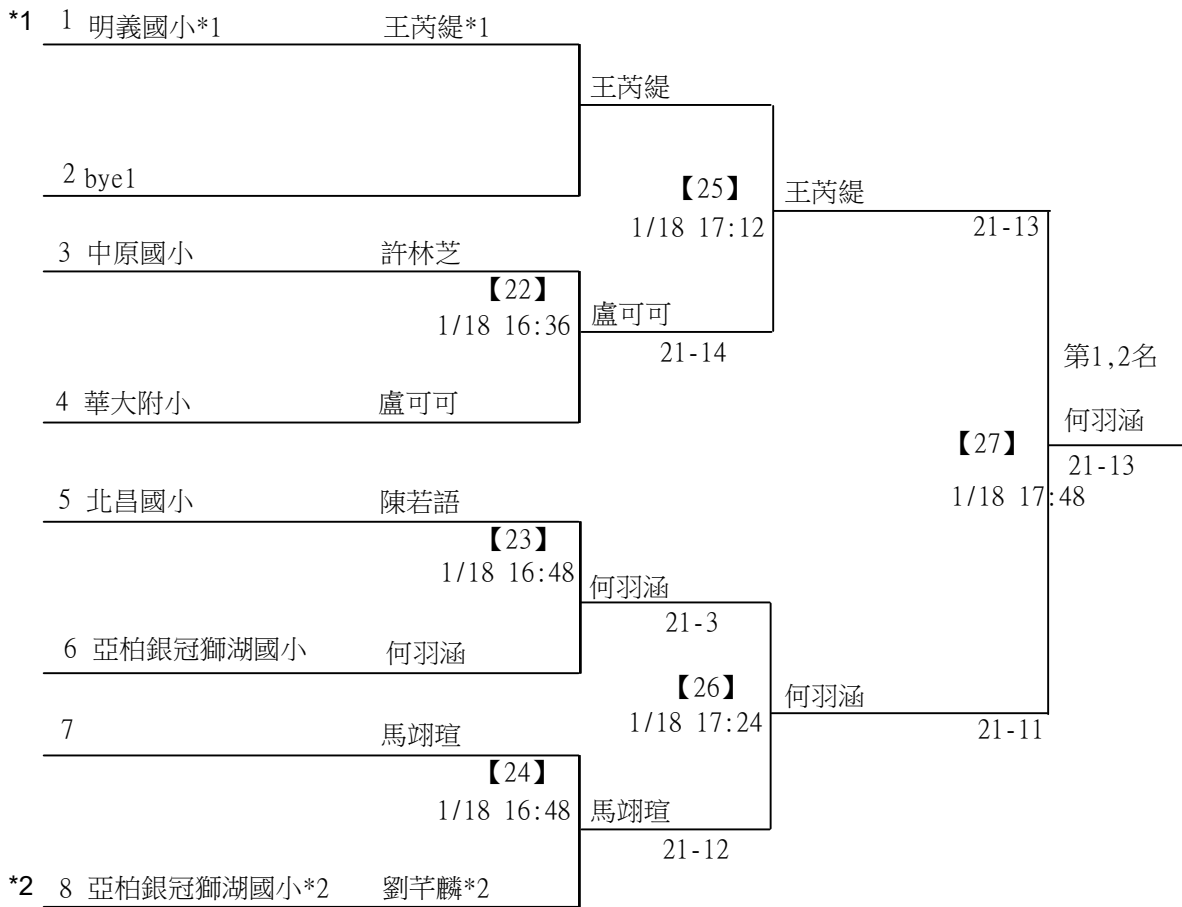 *1 1 明義國小*1 王芮緹*1
王芮緹
2 bye1
【25】
王芮緹
1/18 17:12
21-13
3 中原國小 許林芝
【22】
1/18 16:36
盧可可
21-14
第1,2名
4 華大附小 盧可可
何羽涵
【27】
21-13
1/18 17:48
5 北昌國小 陳若語
【23】
1/18 16:48
何羽涵
21-3
6 亞柏銀冠獅湖國小 何羽涵
【26】
何羽涵
1/18 17:24
21-11
7 馬翊瑄
【24】
1/18 16:48
馬翊瑄
21-12
*2 8 亞柏銀冠獅湖國小*2 劉芊麟*2